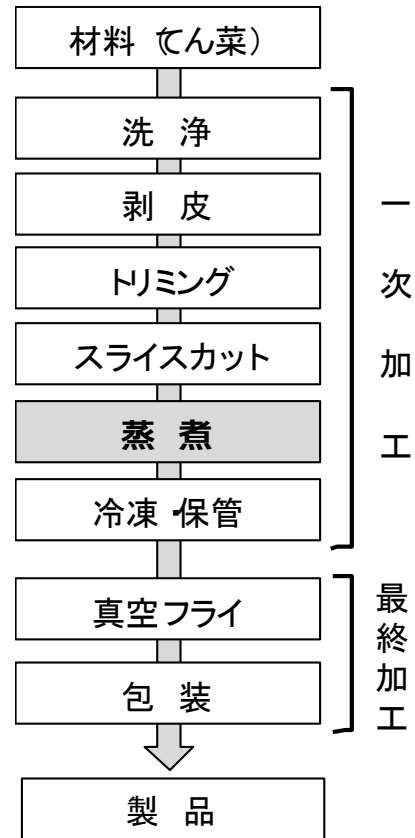 材料（てん菜）
洗 浄
剥 皮
トリミング
スライスカット
蒸 煮
冷凍・保管
一次加工
真空フライ
包 装
最終加工
製 品